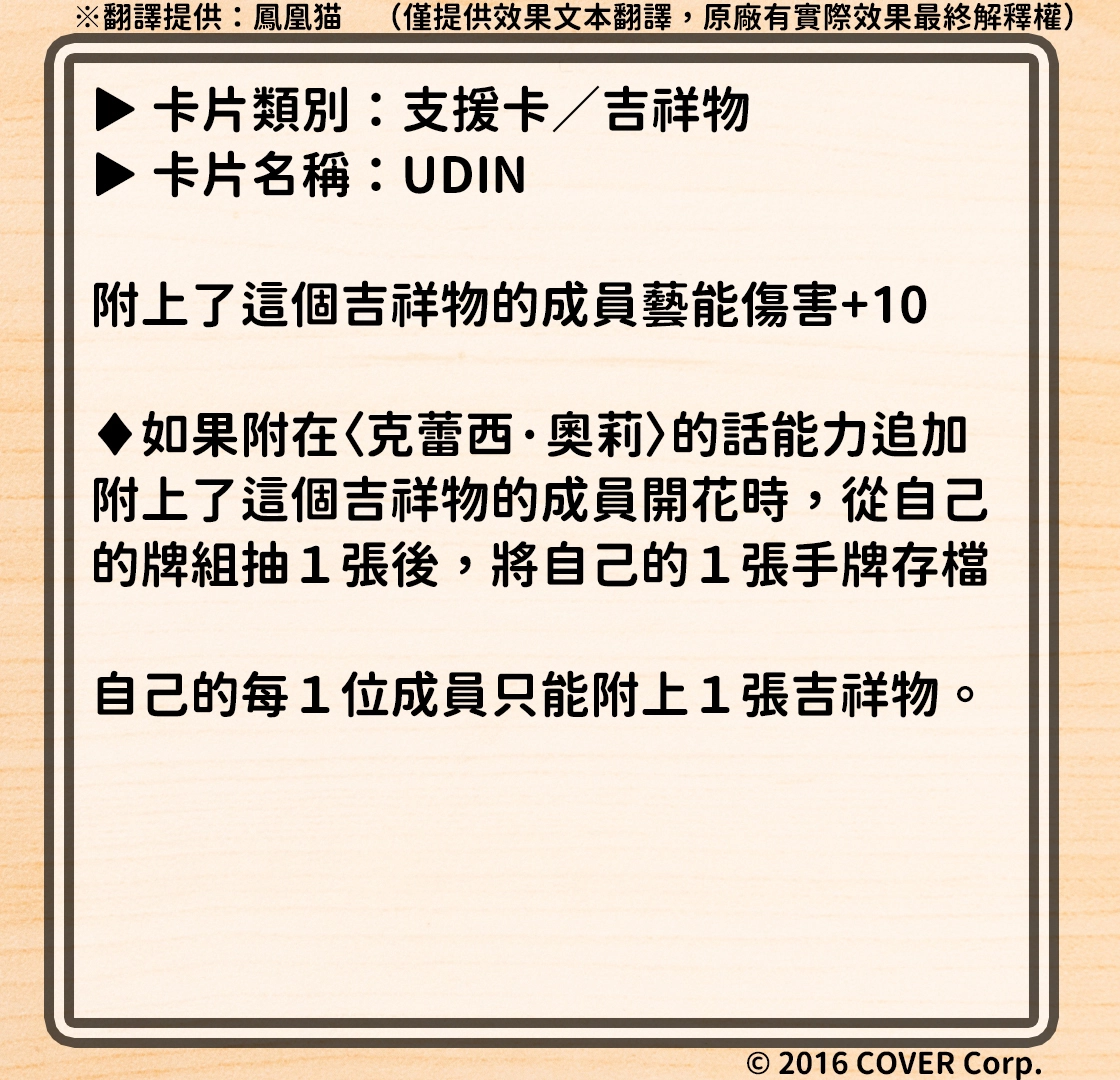 ※翻譯提供：鳳凰猫　（僅提供效果文本翻譯，原廠有實際效果最終解釋權）
▶ 卡片類別：支援卡／吉祥物
▶ 卡片名稱：UDIN
附上了這個吉祥物的成員藝能傷害+10
♦如果附在〈克蕾西·奧莉〉的話能力追加
附上了這個吉祥物的成員開花時，從自己
的牌組抽１張後，將自己的１張手牌存檔
自己的每１位成員只能附上１張吉祥物。
© 2016 COVER Corp.